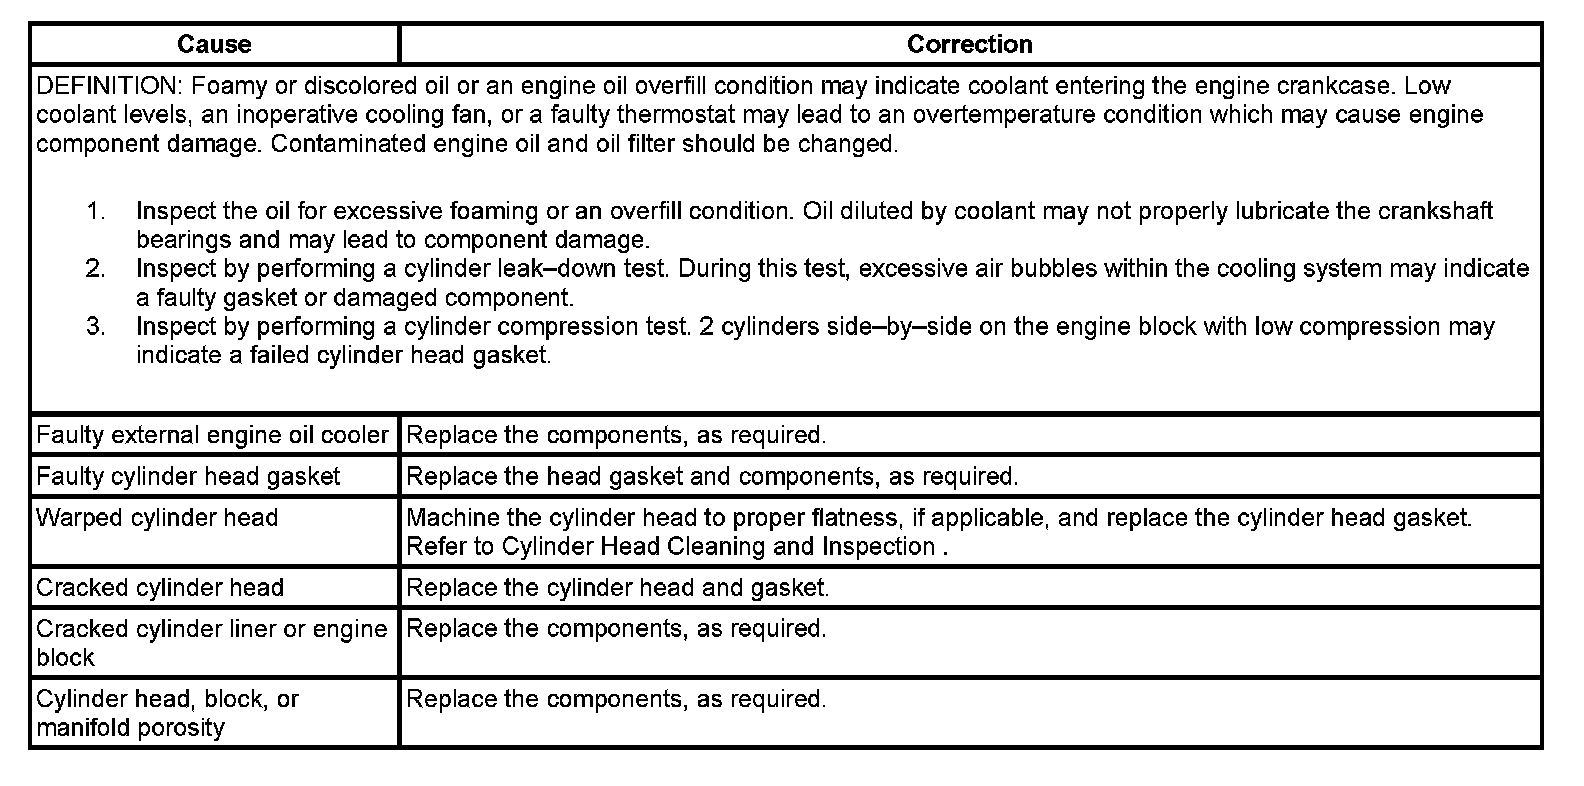 Cause Correction
DEFINITION: Foamy or discolored oil or an engine oil overfill condition may indicate coolant entering the engine crankcase. Low
coolant levels, an inoperative cooling fan, or a faulty thermostat may lead to an overtemperature condition which may cause engine
component damage. Contaminated engine oil and oil filter should be changed.
1. Inspect the oil for excessive foaming or an overfill condition. Oil diluted by coolant may not properly lubricate the crankshaft
bearings and may lead to component damage.
2. Inspect by performing a cylinder leak–down test. During this test, excessive air bubbles within the cooling system may indicate
a faulty gasket or damaged component.
3. Inspect by performing a cylinder compression test. 2 cylinders side–by–side on the engine block with low compression may
indicate a failed cylinder head gasket.
Faulty external engine oil cooler Replace the components, as required.
Faulty cylinder head gasket Replace the head gasket and components, as required.
Warped cylinder head Machine the cylinder head to proper flatness, if applicable, and replace the cylinder head gasket.
Refer to Cylinder Head Cleaning and Inspection .
Cracked cylinder head Replace the cylinder head and gasket.
Cracked cylinder liner or engine Replace the components, as required.
block
Cylinder head, block, or Replace the components, as required.
manifold porosity